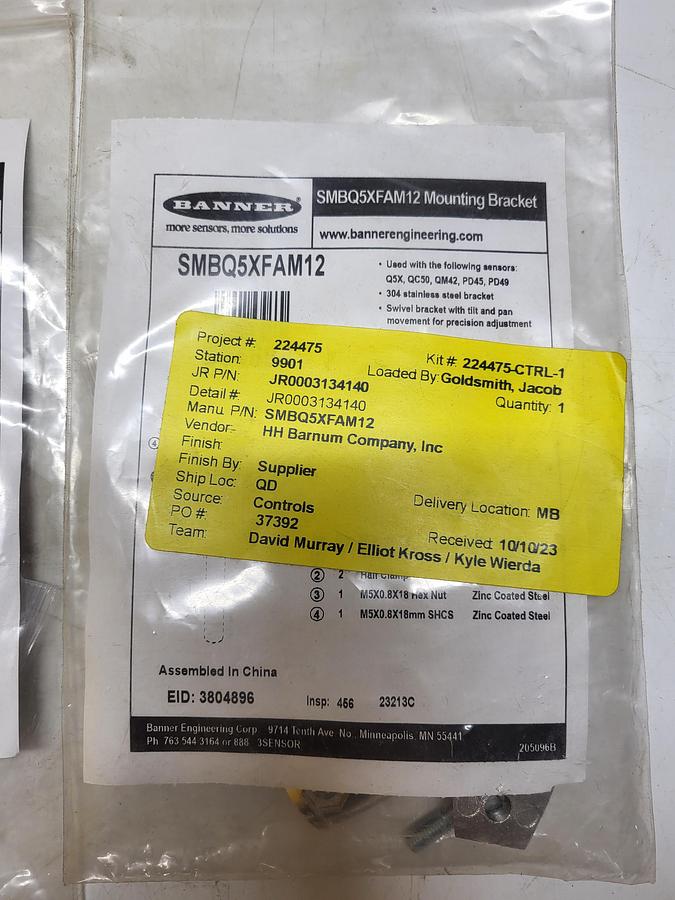 BANNER
more sensors, more solutions
SMBQ5XFAM12 Mounting Bracket
www.bannerengineering.com
SMBQ5XFAM12
• Used with the following sensors:
Q5X, QC50, QM42, PD45, PD49
• 304 stainless steel bracket
• Swivel bracket with tilt and pan
movement for precision adjustment
Project #: 224475
Kit #: 224475-CTRL-1
Station: 9901
Loaded By: Goldsmith, Jacob
JR P/N: JR0003134140
Quantity: 1
Detail #: JR0003134140
Manu. P/N: SMBQ5XFAM12
Vendor: HH Barnum Company, Inc
Finish:
Finish By: Supplier
Ship Loc: QD
Delivery Location: MB
Source: Controls
PO #: 37392
Received: 10/10/23
Team: David Murray / Elliot Kross / Kyle Wierda
2 2 Half Clamp
3 1 M5X0.8X18 Hex Nut Zinc Coated Steel
4 1 M5X0.8X18mm SHCS Zinc Coated Steel
Assembled In China
EID: 3804896
Insp: 456 23213C
Banner Engineering Corp. 9714 Tenth Ave. No., Minneapolis, MN 55441
Ph 763 544 3164 or 888 3SENSOR
205096B